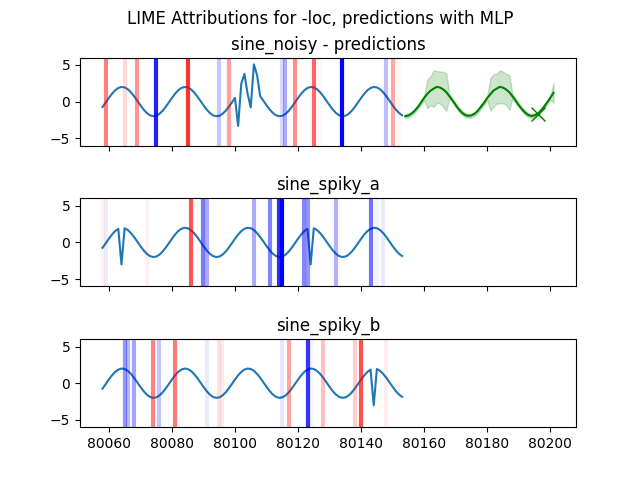 LIME Attributions for -loc, predictions with MLP
sine_noisy - predictions
5
0
−5
sine_spiky_a
5
0
−5
sine_spiky_b
5
0
−5
80060 80080 80100 80120 80140 80160 80180 80200